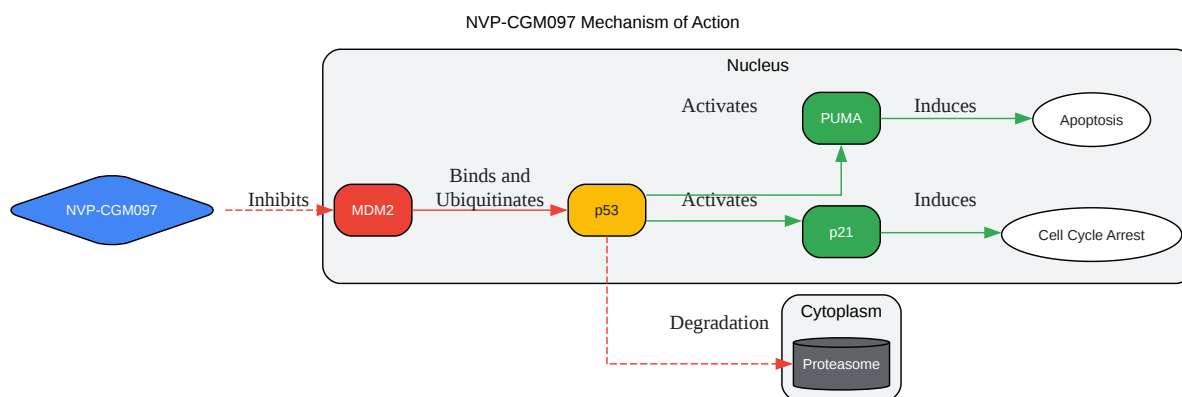 NVP-CGM097 Mechanism of Action
Nucleus
Activates
PUMA
Induces
Apoptosis
NVP-CGM097
Inhibits
MDM2
Binds and
Ubiquitinates
p53
Activates
p21
Induces
Cell Cycle Arrest
Degradation
Cytoplasm
Proteasome